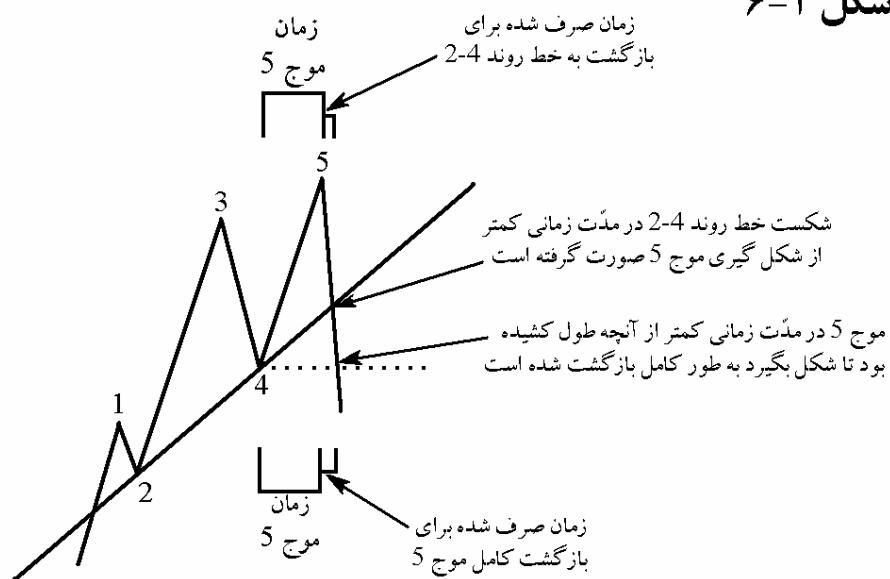 شکل ۱-۶
زمان صرف شده برای
بازگشت به خط روند 4-2
زمان
موج 5
5
3
شکست خط روند 4-2 در مدّت زمانی کمتر
از شکل گیری موج 5 صورت گرفته است
موج 5 در مدّت زمانی کمتر از آنچه طول کشیده
بود تا شکل بگیرد به طور کامل بازگشت شده است
4
1
2
زمان
موج 5
زمان صرف شده برای
بازگشت کامل موج 5